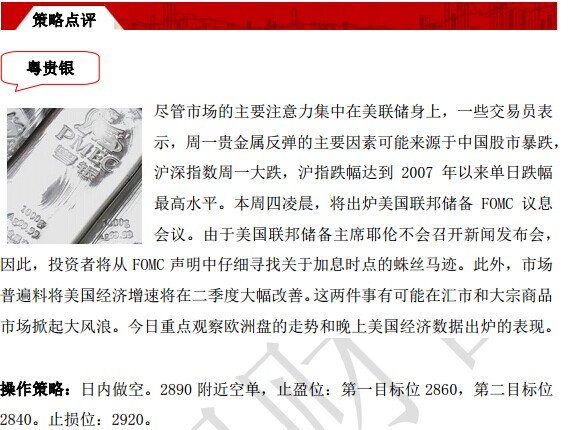 策略点评
粤贵银
尽管市场的主要注意力集中在美联储身上，一些交易员表
示，周一贵金属反弹的主要因素可能来源于中国股市暴跌，
沪深指数周一大跌，沪指跌幅达到 2007 年以来单日跌幅
最高水平。本周四凌晨，将出炉美国联邦储备 FOMC 议息
会议。由于美国联邦储备主席耶伦不会召开新闻发布会，
因此，投资者将从 FOMC 声明中仔细寻找关于加息时点的蛛丝马迹。此外，市场
普遍料将美国经济增速将在二季度大幅改善。这两件事有可能在汇市和大宗商品
市场掀起大风浪。今日重点观察欧洲盘的走势和晚上美国经济数据出炉的表现。
操作策略：日内做空。2890 附近空单，止盈位：第一目标位 2860，第二目标位
2840。止损位：2920。
PMEC
粤银
1000g